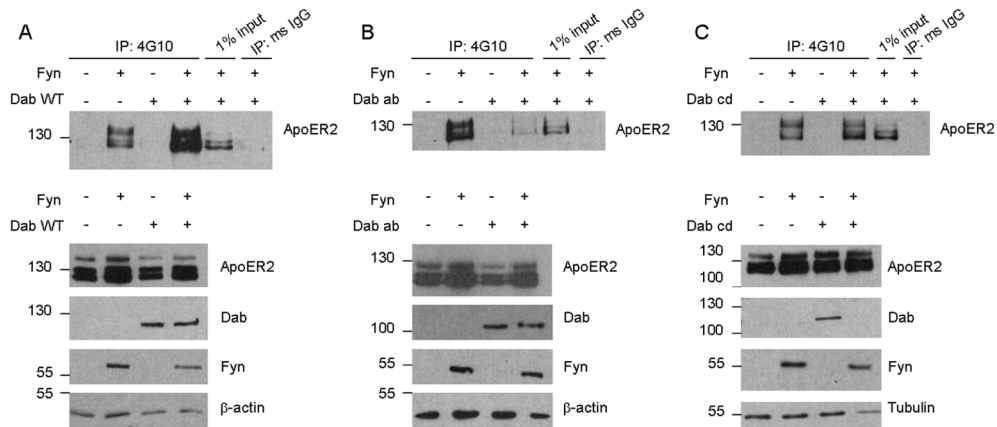 A
IP: 4G10
1% input
IP: ms IgG
Fyn - + - + + +
Dab WT - - + + + +
130
ApoER2
Fyn - + - +
Dab WT - - + +
130
ApoER2
130
Dab
55
Fyn
55
β-actin
B
IP: 4G10
1% input
IP: ms IgG
Fyn - + - + + +
Dab ab - - + + + +
130
ApoER2
Fyn - + - +
Dab ab - - + +
130
ApoER2
100
Dab
55
Fyn
55
β-actin
C
IP: 4G10
1% input
IP: ms IgG
Fyn - + - + + +
Dab cd - - + + + +
130
ApoER2
Fyn - + - +
Dab cd - - + +
130
100
ApoER2
130
100
Dab
55
Fyn
55
Tubulin